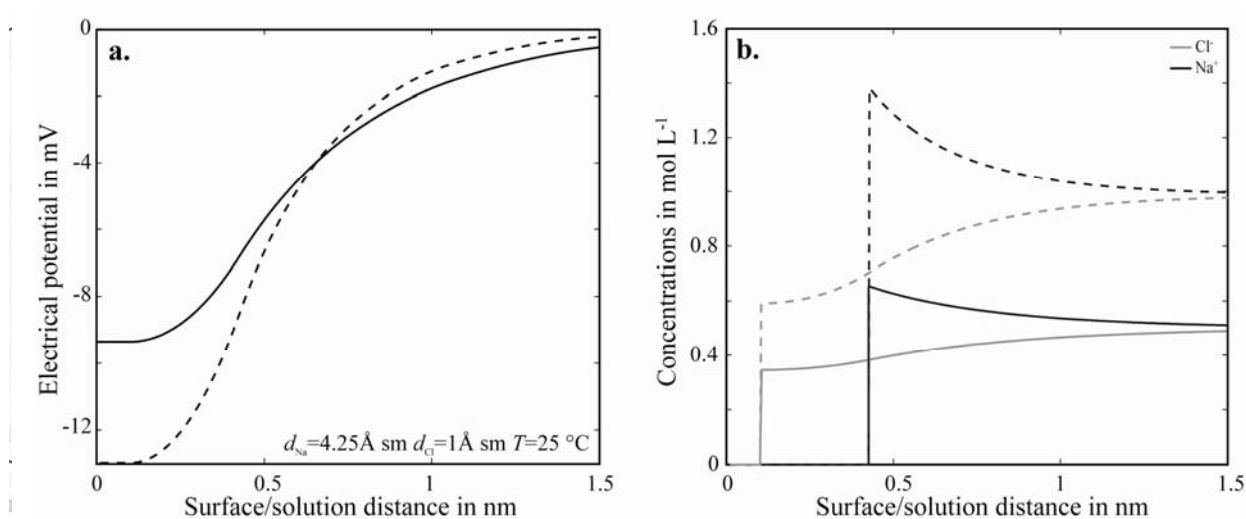 a.
Electrical potential in mV
0
-4
-8
-12
d_Na=4.25Å sm d_Cl=1Å sm T=25 °C
0
0.5
1
1.5
Surface/solution distance in nm
b.
Cl⁻
Na⁺
Concentrations in mol L⁻¹
1.6
1.2
0.8
0.4
0
0
0.5
1
1.5
Surface/solution distance in nm